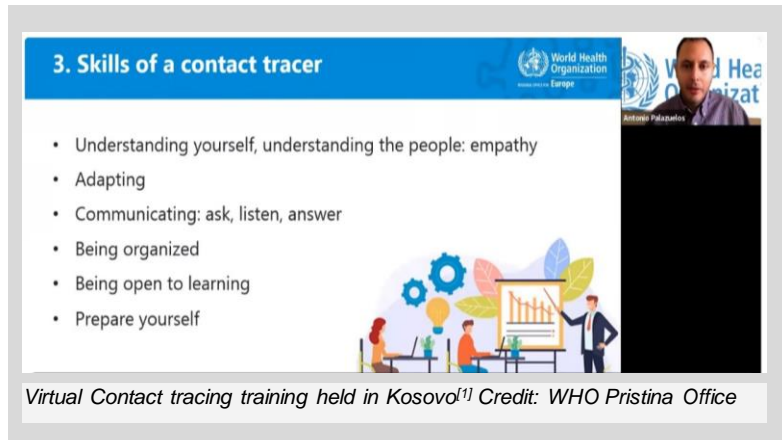 3. Skills of a contact tracer
World Health
Organization
Europe
• Understanding yourself, understanding the people: empathy
• Adapting
• Communicating: ask, listen, answer
• Being organized
• Being open to learning
• Prepare yourself
W d Hea
zat
Antonio Palazuelos
Virtual Contact tracing training held in Kosovo[1] Credit: WHO Pristina Office